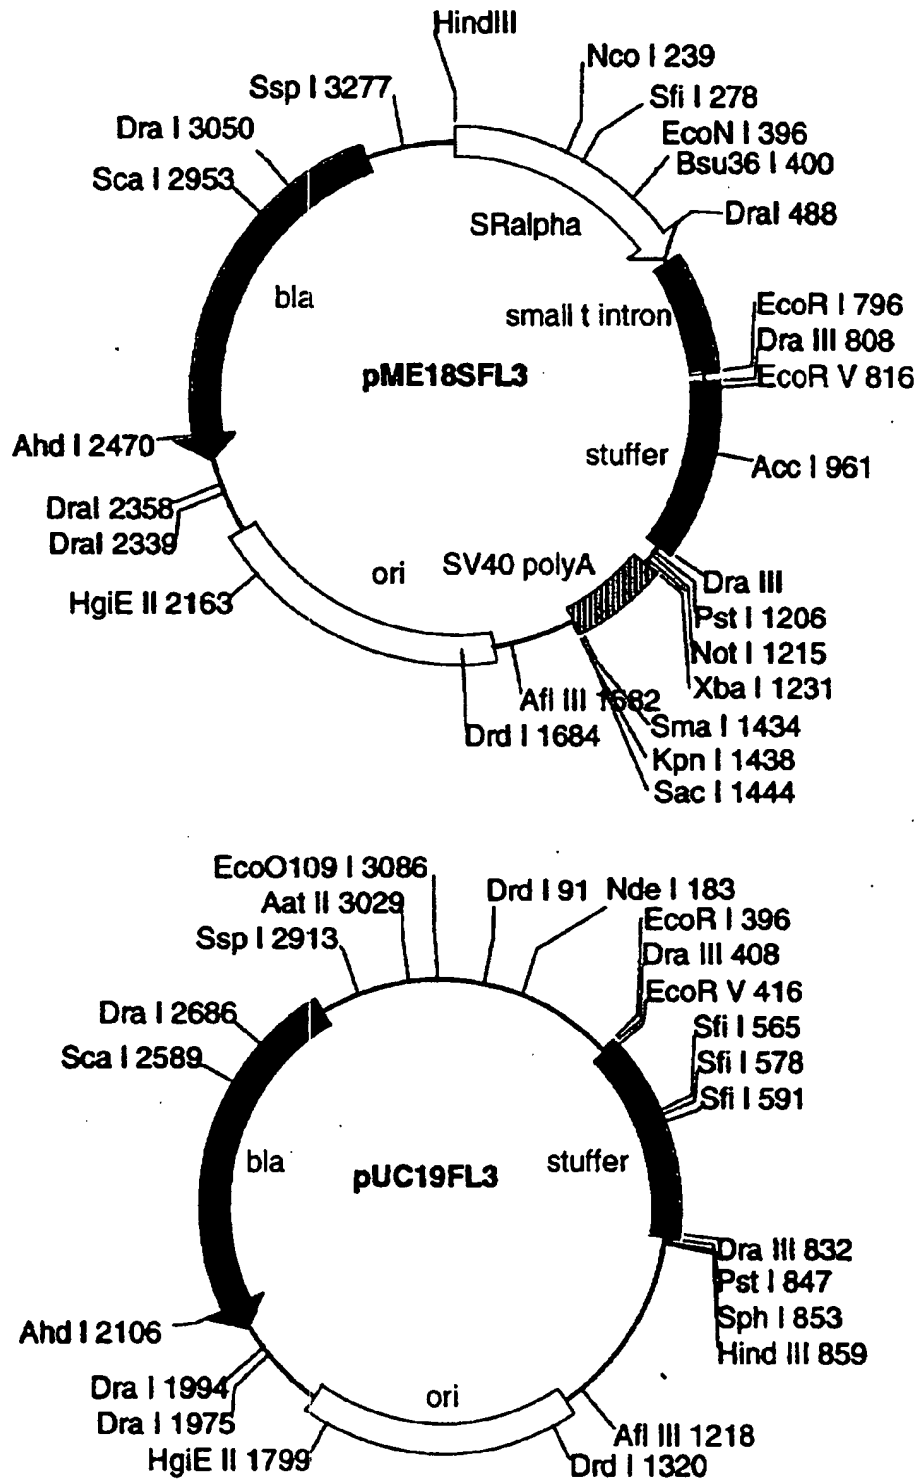 HindIII
Nco I 239
Ssp I 3277
Sfi I 278
Dra I 3050
EcoN I 396
Bsu36 I 400
Sca I 2953
DraI 488
SRalpha
bla
small t intron
EcoR I 796
Dra III 808
EcoR V 816
pME18SFL3
Ahd I 2470
stuffer
Acc I 961
DraI 2358
DraI 2339
ori
SV40 polyA
HgiE II 2163
Dra III
Pst I 1206
Not I 1215
Xba I 1231
Afl III 1682
Sma I 1434
Drd I 1684
Kpn I 1438
Sac I 1444
EcoO109 I 3086
Drd I 91
Nde I 183
Aat II 3029
EcoR I 396
Ssp I 2913
Dra III 408
EcoR V 416
Dra I 2686
Sfi I 565
Sca I 2589
Sfi I 578
Sfi I 591
bla
pUC19FL3
stuffer
Dra III 832
Pst I 847
Sph I 853
Ahd I 2106
Hind III 859
Dra I 1994
ori
Dra I 1975
Afl III 1218
HgiE II 1799
Drd I 1320